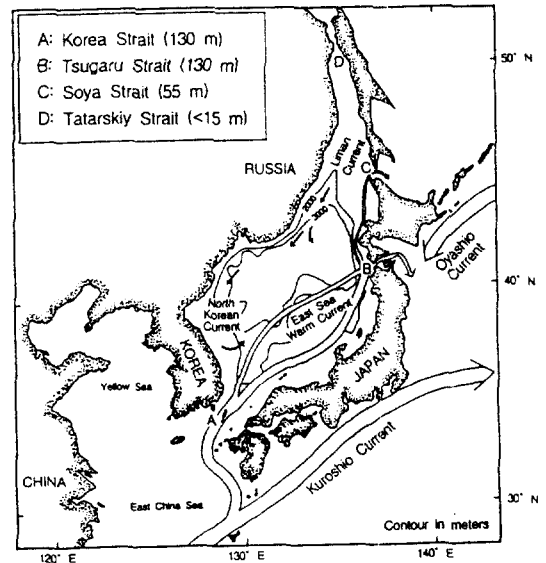 A: Korea Strait (130 m)
B: Tsugaru Strait (130 m)
C: Soya Strait (55 m)
D: Tatarskiy Strait (<15 m)
50° N
D
RUSSIA
Liman
Current
C
2000
3000
Oyashio
Current
B
40° N
North
Korean
Current
East Sea
Warm Current
KOREA
JAPAN
Yellow Sea
A
Kuroshio Current
CHINA
East China Sea
30° N
Contour in meters
120° E
130° E
140° E